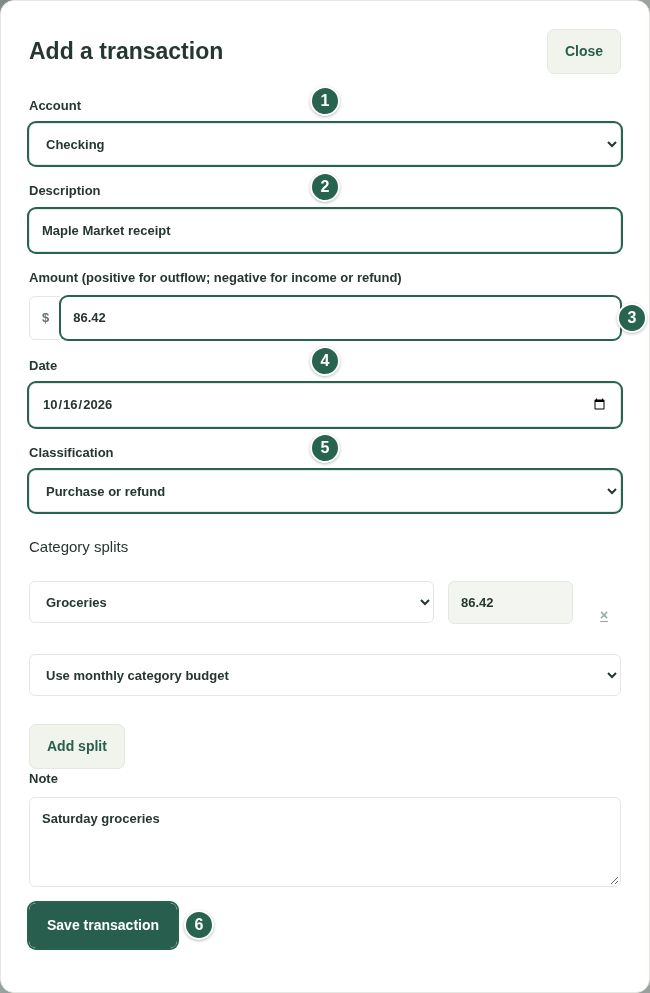 Add a transaction
Close
Account
1
Checking
Description
2
Maple Market receipt
Amount (positive for outflow; negative for income or refund)
$ 86.42
3
Date
4
10/16/2026
Classification
5
Purchase or refund
Category splits
Groceries
86.42
×
Use monthly category budget
Add split
Note
Saturday groceries
Save transaction
6